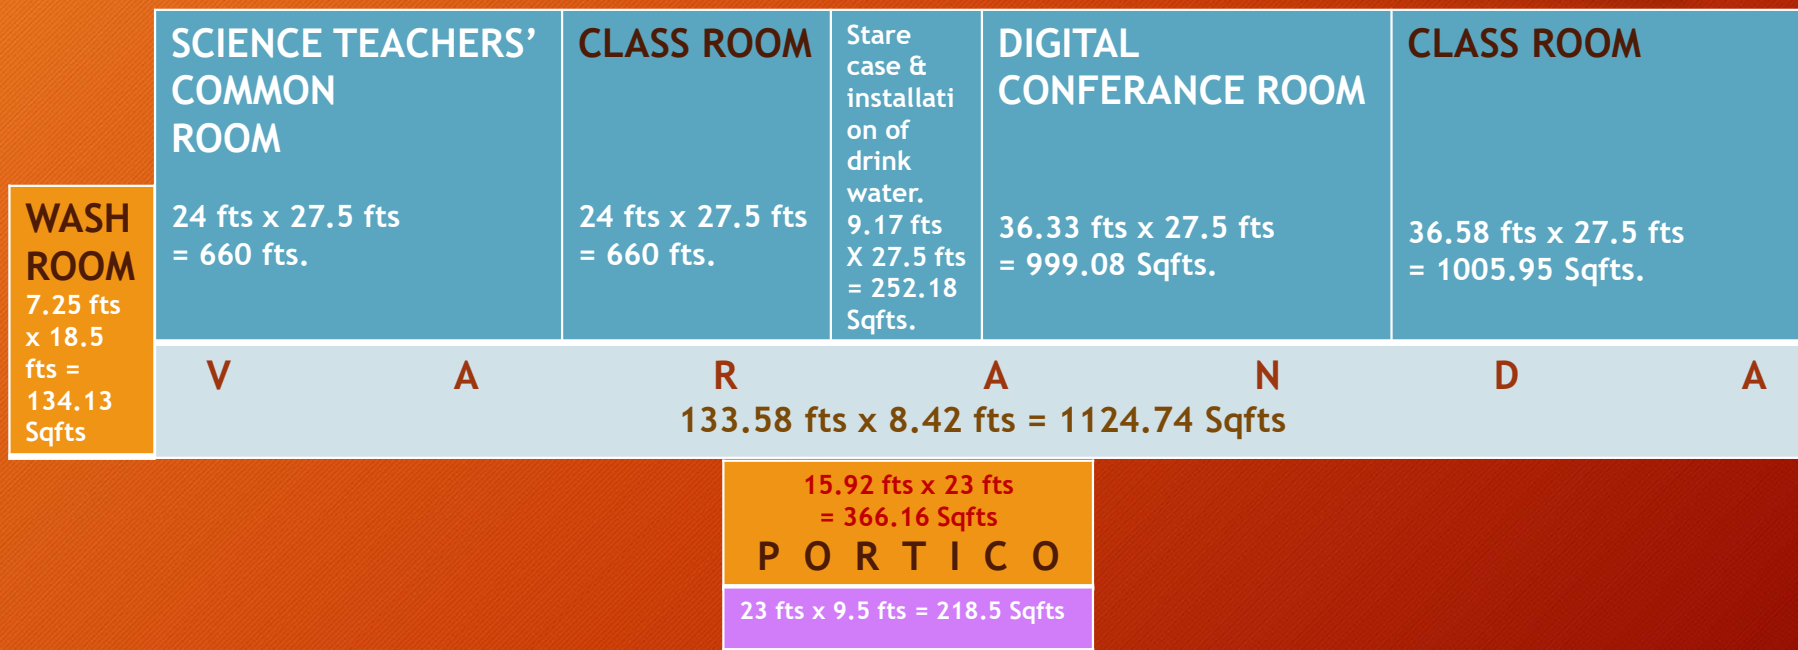 SCIENCE TEACHERS’
COMMON
ROOM
24 fts x 27.5 fts
= 660 fts.
CLASS ROOM
24 fts x 27.5 fts
= 660 fts.
Stare
case &
installati
on of
drink
water.
9.17 fts
X 27.5 fts
= 252.18
Sqfts.
DIGITAL
CONFERANCE ROOM
36.33 fts x 27.5 fts
= 999.08 Sqfts.
CLASS ROOM
36.58 fts x 27.5 fts
= 1005.95 Sqfts.
WASH
ROOM
7.25 fts
x 18.5
fts =
134.13
Sqfts
V A R A N D A
133.58 fts x 8.42 fts = 1124.74 Sqfts
15.92 fts x 23 fts
= 366.16 Sqfts
P O R T I C O
23 fts x 9.5 fts = 218.5 Sqfts